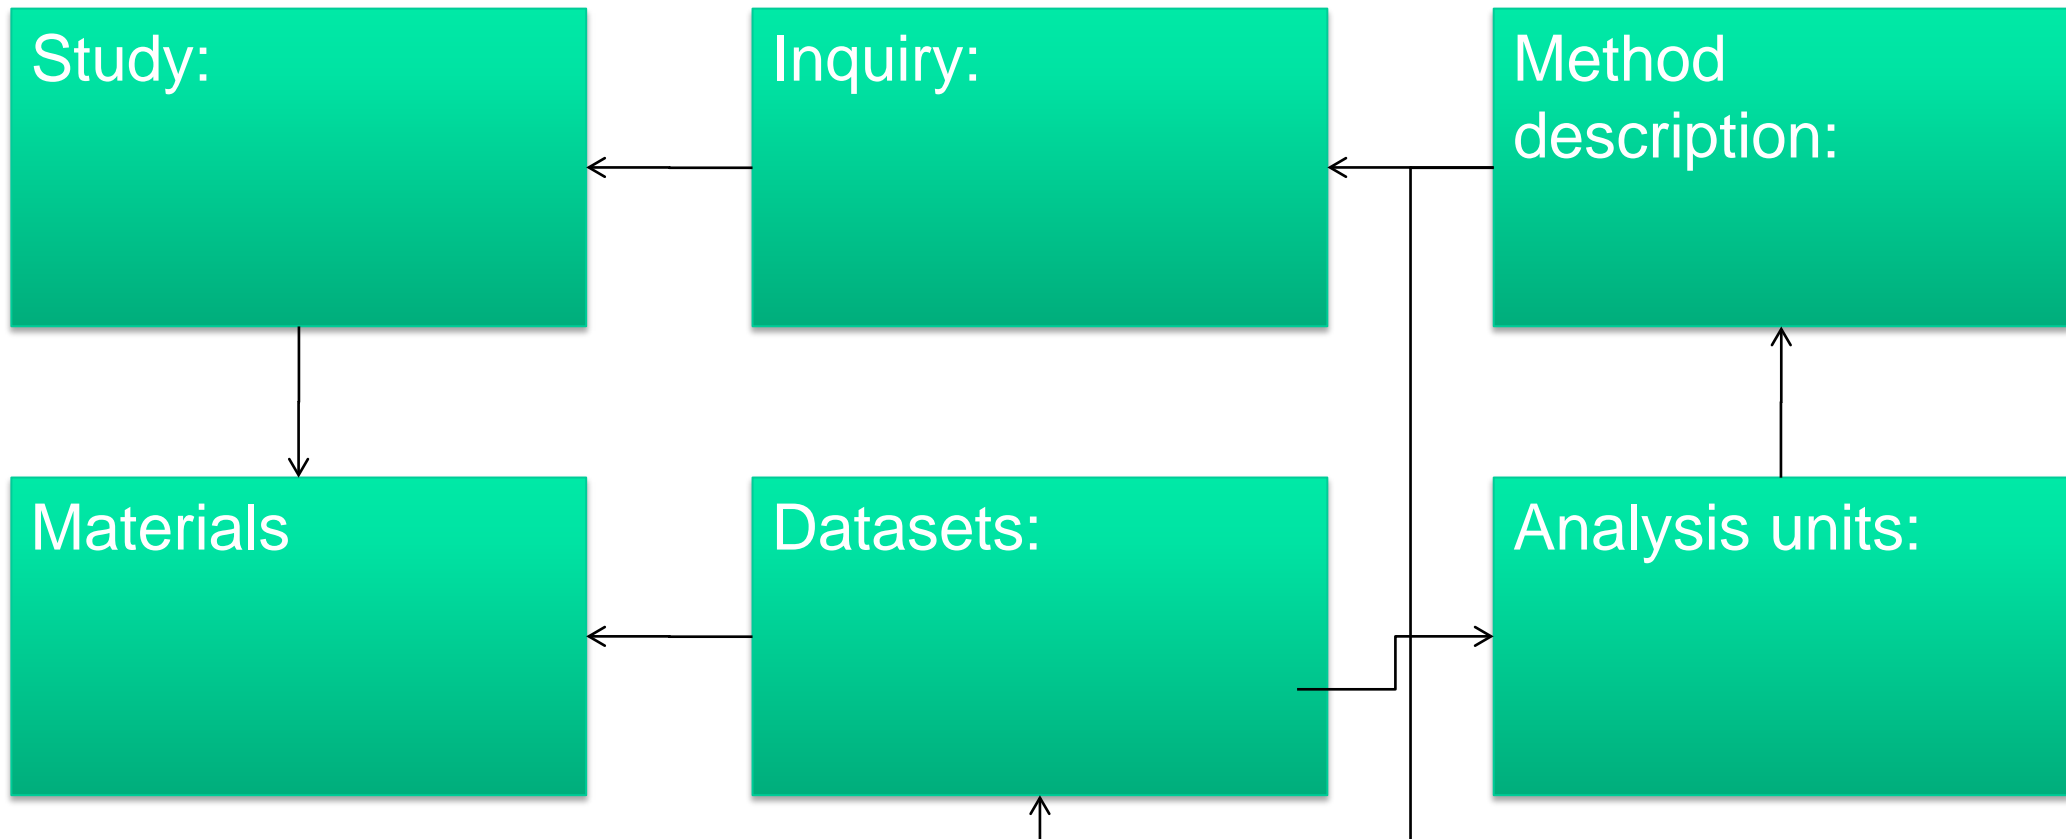 Study:
Inquiry:
Method
description:
Materials
Datasets:
Analysis units: